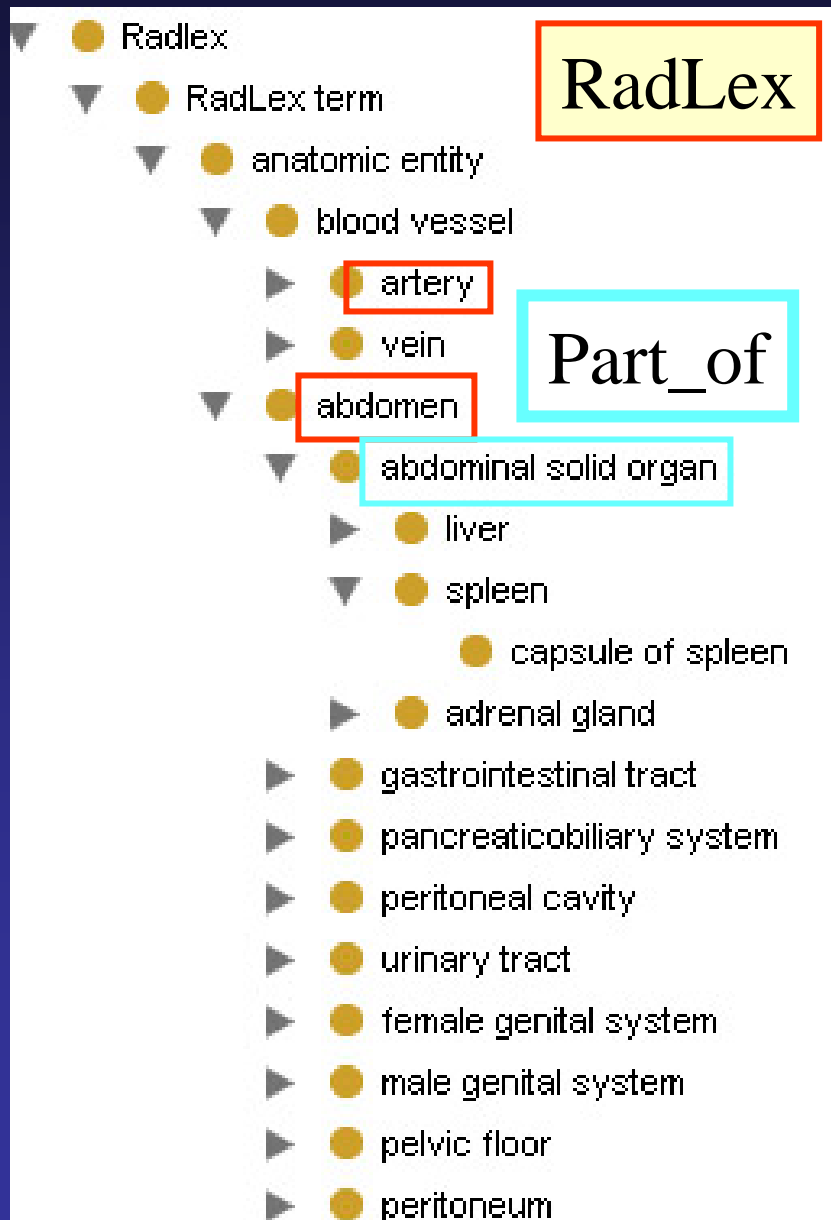 Radlex
RadLex
RadLex term
anatomic entity
blood vessel
artery
vein
Part_of
abdomen
abdominal solid organ
liver
spleen
capsule of spleen
adrenal gland
gastrointestinal tract
pancreaticobiliary system
peritoneal cavity
urinary tract
female genital system
male genital system
pelvic floor
peritoneum